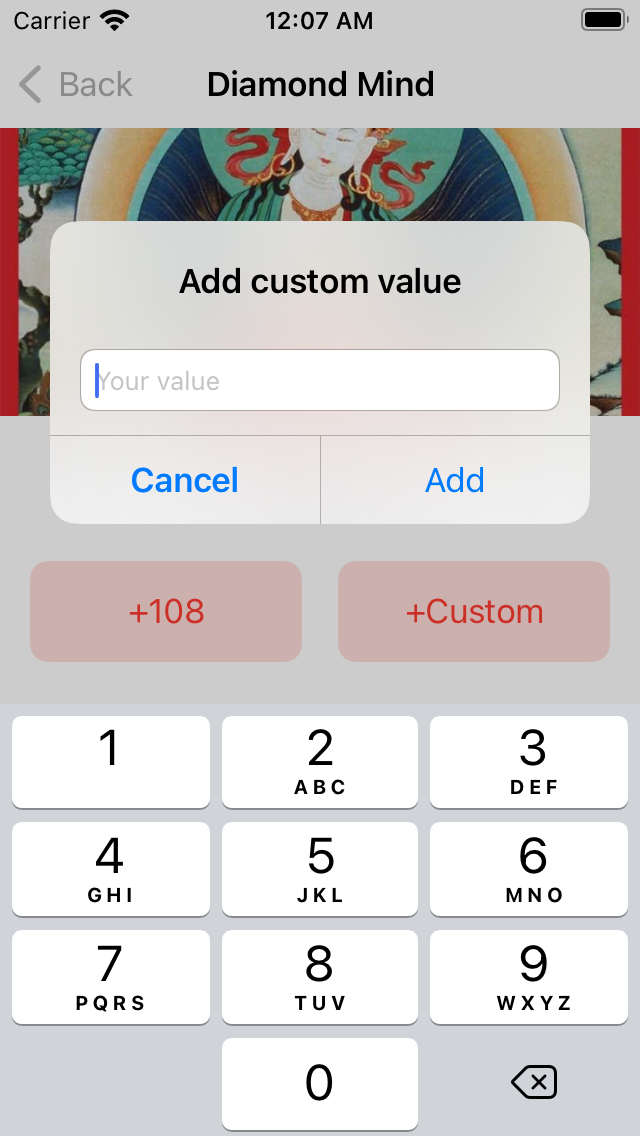 Carrier 12:07 AM
Back Diamond Mind
Add custom value
Your value
Cancel Add
+108 +Custom
1 2 3
ABC DEF
4 5 6
GHI JKL MNO
7 8 9
PQRS TUV WXYZ
0